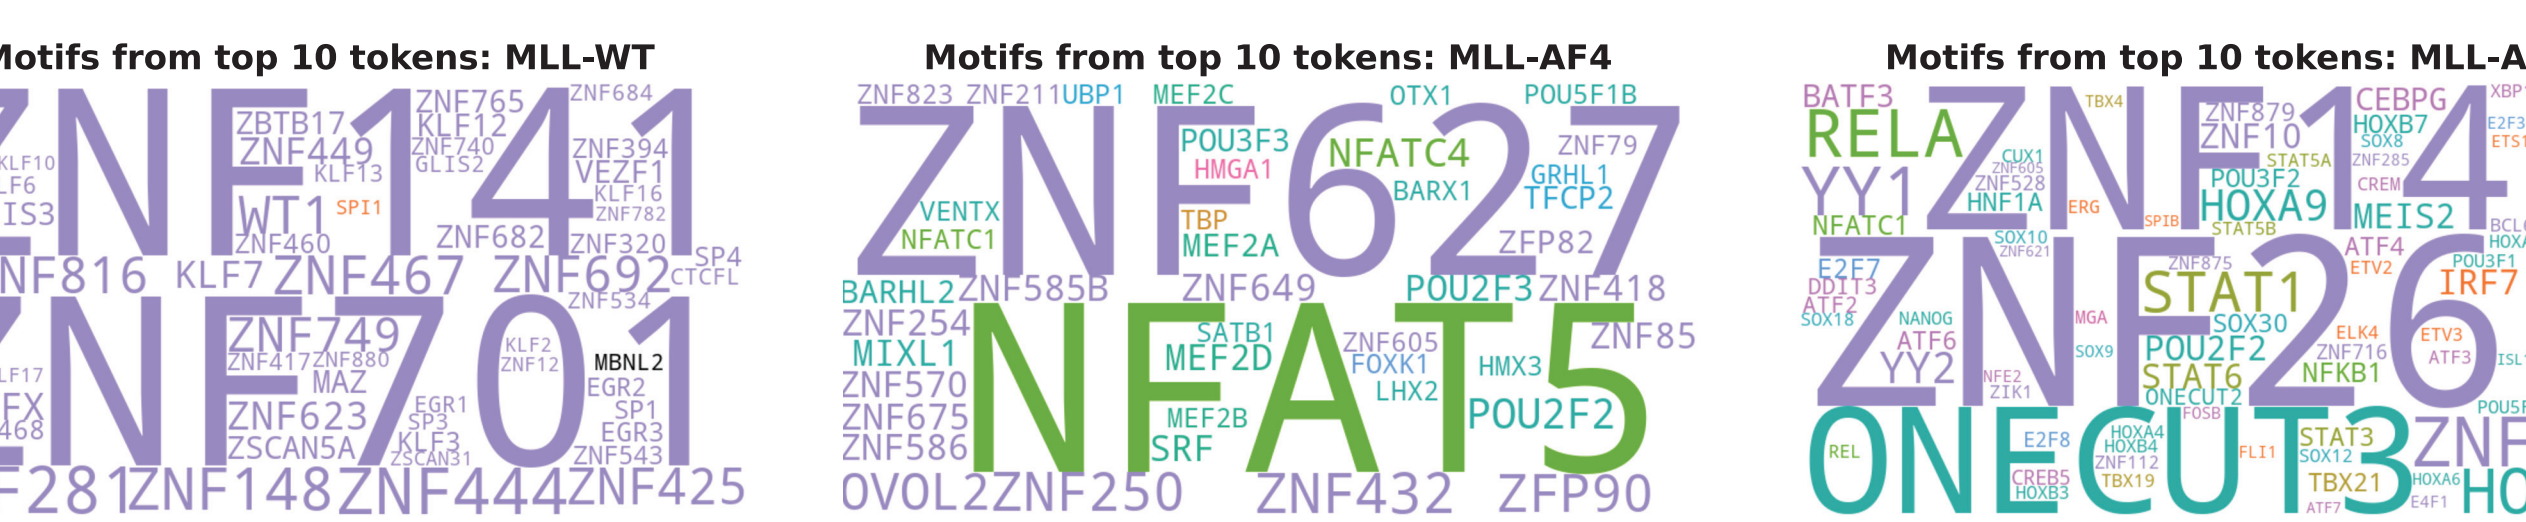 Motifs from top 10 tokens: MLL-WT
ZNF141
ZNF684
ZNF765
ZBTB17
KLF12
ZNF449
ZNF740
ZNF394
KLF10
KLF13
GLIS2
VEZF1
KLF16
WT1
SPI1
ZNF782
ZNF460
ZNF682
ZNF320
SP4
KLF7
ZNF467
ZNF692
CTCFL
ZNF534
ZNF749
KLF2
ZNF417
ZNF880
ZNF12
MBNL2
MAZ
EGR2
ZNF623
EGR1
SP1
SP3
EGR3
ZSCAN5A
KLF3
ZSCAN31
ZNF543
ZNF148
ZNF444
ZNF425
Motifs from top 10 tokens: MLL-AF4
ZNF823
ZNF211
UBP1
MEF2C
OTX1
POU5F1B
ZNF627
POU3F3
NFATC4
ZNF79
HMGA1
GRHL1
BARX1
TFCP2
VENTX
TBP
NFATC1
MEF2A
ZFP82
BARHL2
ZNF585B
ZNF649
POU2F3
ZNF418
NFAT5
ZNF254
SATB1
ZNF605
ZNF85
MIXL1
MEF2D
FOXK1
HMX3
ZNF570
LHX2
ZNF675
MEF2B
POU2F2
ZNF586
SRF
OVOL2
ZNF250
ZNF432
ZFP90
Motifs from top 10 tokens: MLL-A
BATF3
TBX4
CEBPG
RELA
ZNF14
ZNF879
HOXB7
E2F3
ZNF10
SOX8
ETS1
CUX1
STAT5A
ZNF285
ZNF605
YY1
ZNF528
POU3F2
CREM
HNF1A
ERG
HOXA9
MEIS2
SPIB
NFATC1
STAT5B
SOX10
ATF4
ZNF621
ZNF26
ZNF875
ETV2
POU3F1
E2F7
STAT1
IRF7
DDIT3
ATF2
SOX18
NANOG
MGA
SOX30
ELK4
ETV3
ATF6
SOX9
POU2F2
ZNF716
ATF3
YY2
NFE2
STAT6
NFKB1
ZIK1
ONECUT2
FOSB
ONECUT3
REL
E2F8
HOXA4
HOXB4
FLI1
STAT3
ZNF112
SOX12
CREB5
TBX19
TBX21
HOXA6
HOXB3
ATF7
E4F1